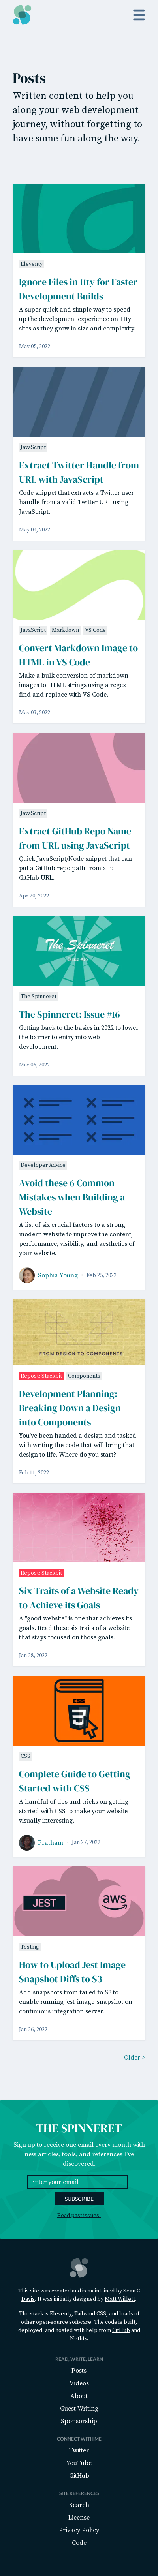 Posts
Written content to help you
along your web development
journey, without forgetting to
have some fun along the way.
Eleventy
Ignore Files in 11ty for Faster
Development Builds
A super quick and simple way to speed
up the development experience on 11ty
sites as they grow in size and complexity.
May 05, 2022
JavaScript
Extract Twitter Handle from
URL with JavaScript
Code snippet that extracts a Twitter user
handle from a valid Twitter URL using
JavaScript.
May 04, 2022
JavaScript Markdown VS Code
Convert Markdown Image to
HTML in VS Code
Make a bulk conversion of markdown
images to HTML strings using a regex
find and replace with VS Code.
May 03, 2022
JavaScript
Extract GitHub Repo Name
from URL using JavaScript
Quick JavaScript/Node snippet that can
pul a GitHub repo path from a full
GitHub URL.
Apr 20, 2022
The Spinneret
The Spinneret
The Spinneret: Issue #16
Getting back to the basics in 2022 to lower
the barrier to entry into web
development.
Mar 06, 2022
Developer Advice
Avoid these 6 Common
Mistakes when Building a
Website
A list of six crucial factors to a strong,
modern website to improve the content,
performance, visibility, and aesthetics of
your website.
Sophia Young Feb 25, 2022
FROM DESIGN TO COMPONENTS
Repost: Stackbit Components
Development Planning:
Breaking Down a Design
into Components
You've been handed a design and tasked
with writing the code that will bring that
design to life. Where do you start?
Feb 11, 2022
Repost: Stackbit
Six Traits of a Website Ready
to Achieve its Goals
A "good website" is one that achieves its
goals. Read these six traits of a website
that stays focused on those goals.
Jan 28, 2022
CSS
Complete Guide to Getting
Started with CSS
A handful of tips and tricks on getting
started with CSS to make your website
visually interesting.
Pratham Jan 27, 2022
JEST
aws
Testing
How to Upload Jest Image
Snapshot Diffs to S3
Add snapshots from failed to S3 to
enable running jest-image-snapshot on
continuous integration server.
Jan 26, 2022
Older >
THE SPINNERET
Sign up to receive one email every month with
new articles, tools, and references I've
discovered.
Enter your email
SUBSCRIBE
Read past issues.
This site was created and is maintained by Sean C
Davis. It was initially designed by Matt Willett.
The stack is Eleventy, Tailwind CSS, and loads of
other open source software. The code is built,
deployed, and hosted with help from GitHub and
Netlify.
READ, WRITE, LEARN
Posts
Videos
About
Guest Writing
Sponsorship
CONNECT WITH ME
Twitter
YouTube
GitHub
SITE REFERENCES
Search
License
Privacy Policy
Code